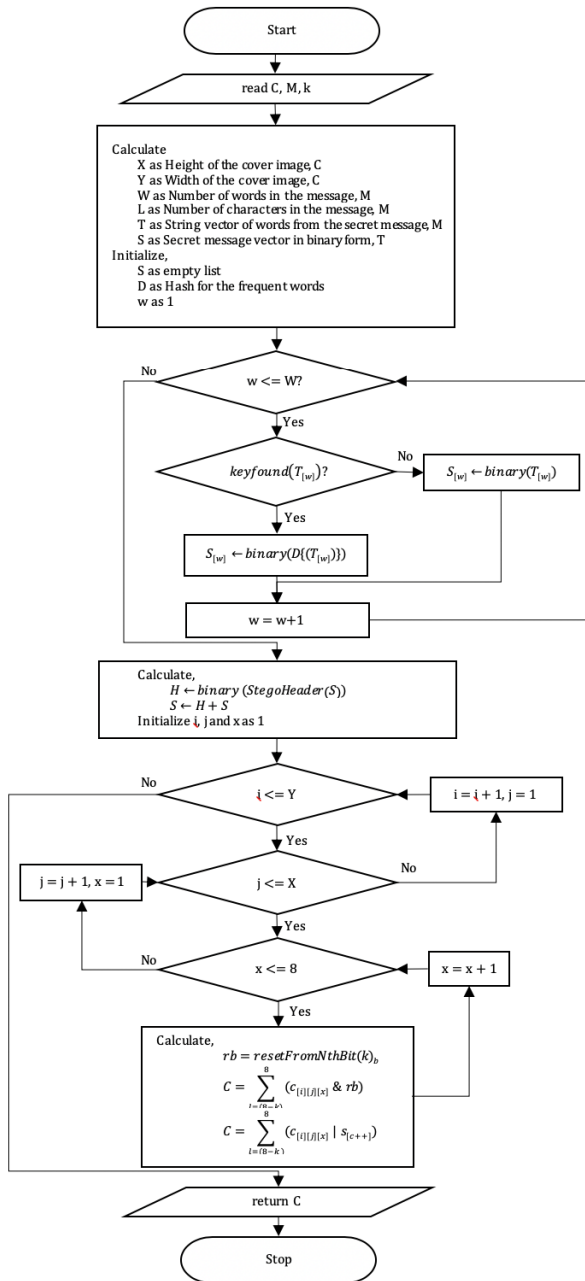 Start
read C, M, k
Calculate
X as Height of the cover image, C
Y as Width of the cover image, C
W as Number of words in the message, M
L as Number of characters in the message, M
T as String vector of words from the secret message, M
S as Secret message vector in binary form, T
Initialize,
S as empty list
D as Hash for the frequent words
w as 1
No
w <= W?
Yes
keyfound(T[w])?
No
S[w] ← binary(T[w])
Yes
S[w] ← binary(D{(T[w])})
w = w+1
Calculate,
H ← binary (StegoHeader(S))
S ← H + S
Initialize i, j and x as 1
No
i <= Y
i = i + 1, j = 1
Yes
j = j + 1, x = 1
j <= X
No
Yes
No
x <= 8
x = x + 1
Yes
Calculate,
rb = resetFromNthBit(k)b
C = ∑ l=(8−k) 8 (c[i][j][x] & rb)
C = ∑ l=(8−k) 8 (c[i][j][x] | s[c++])
return C
Stop